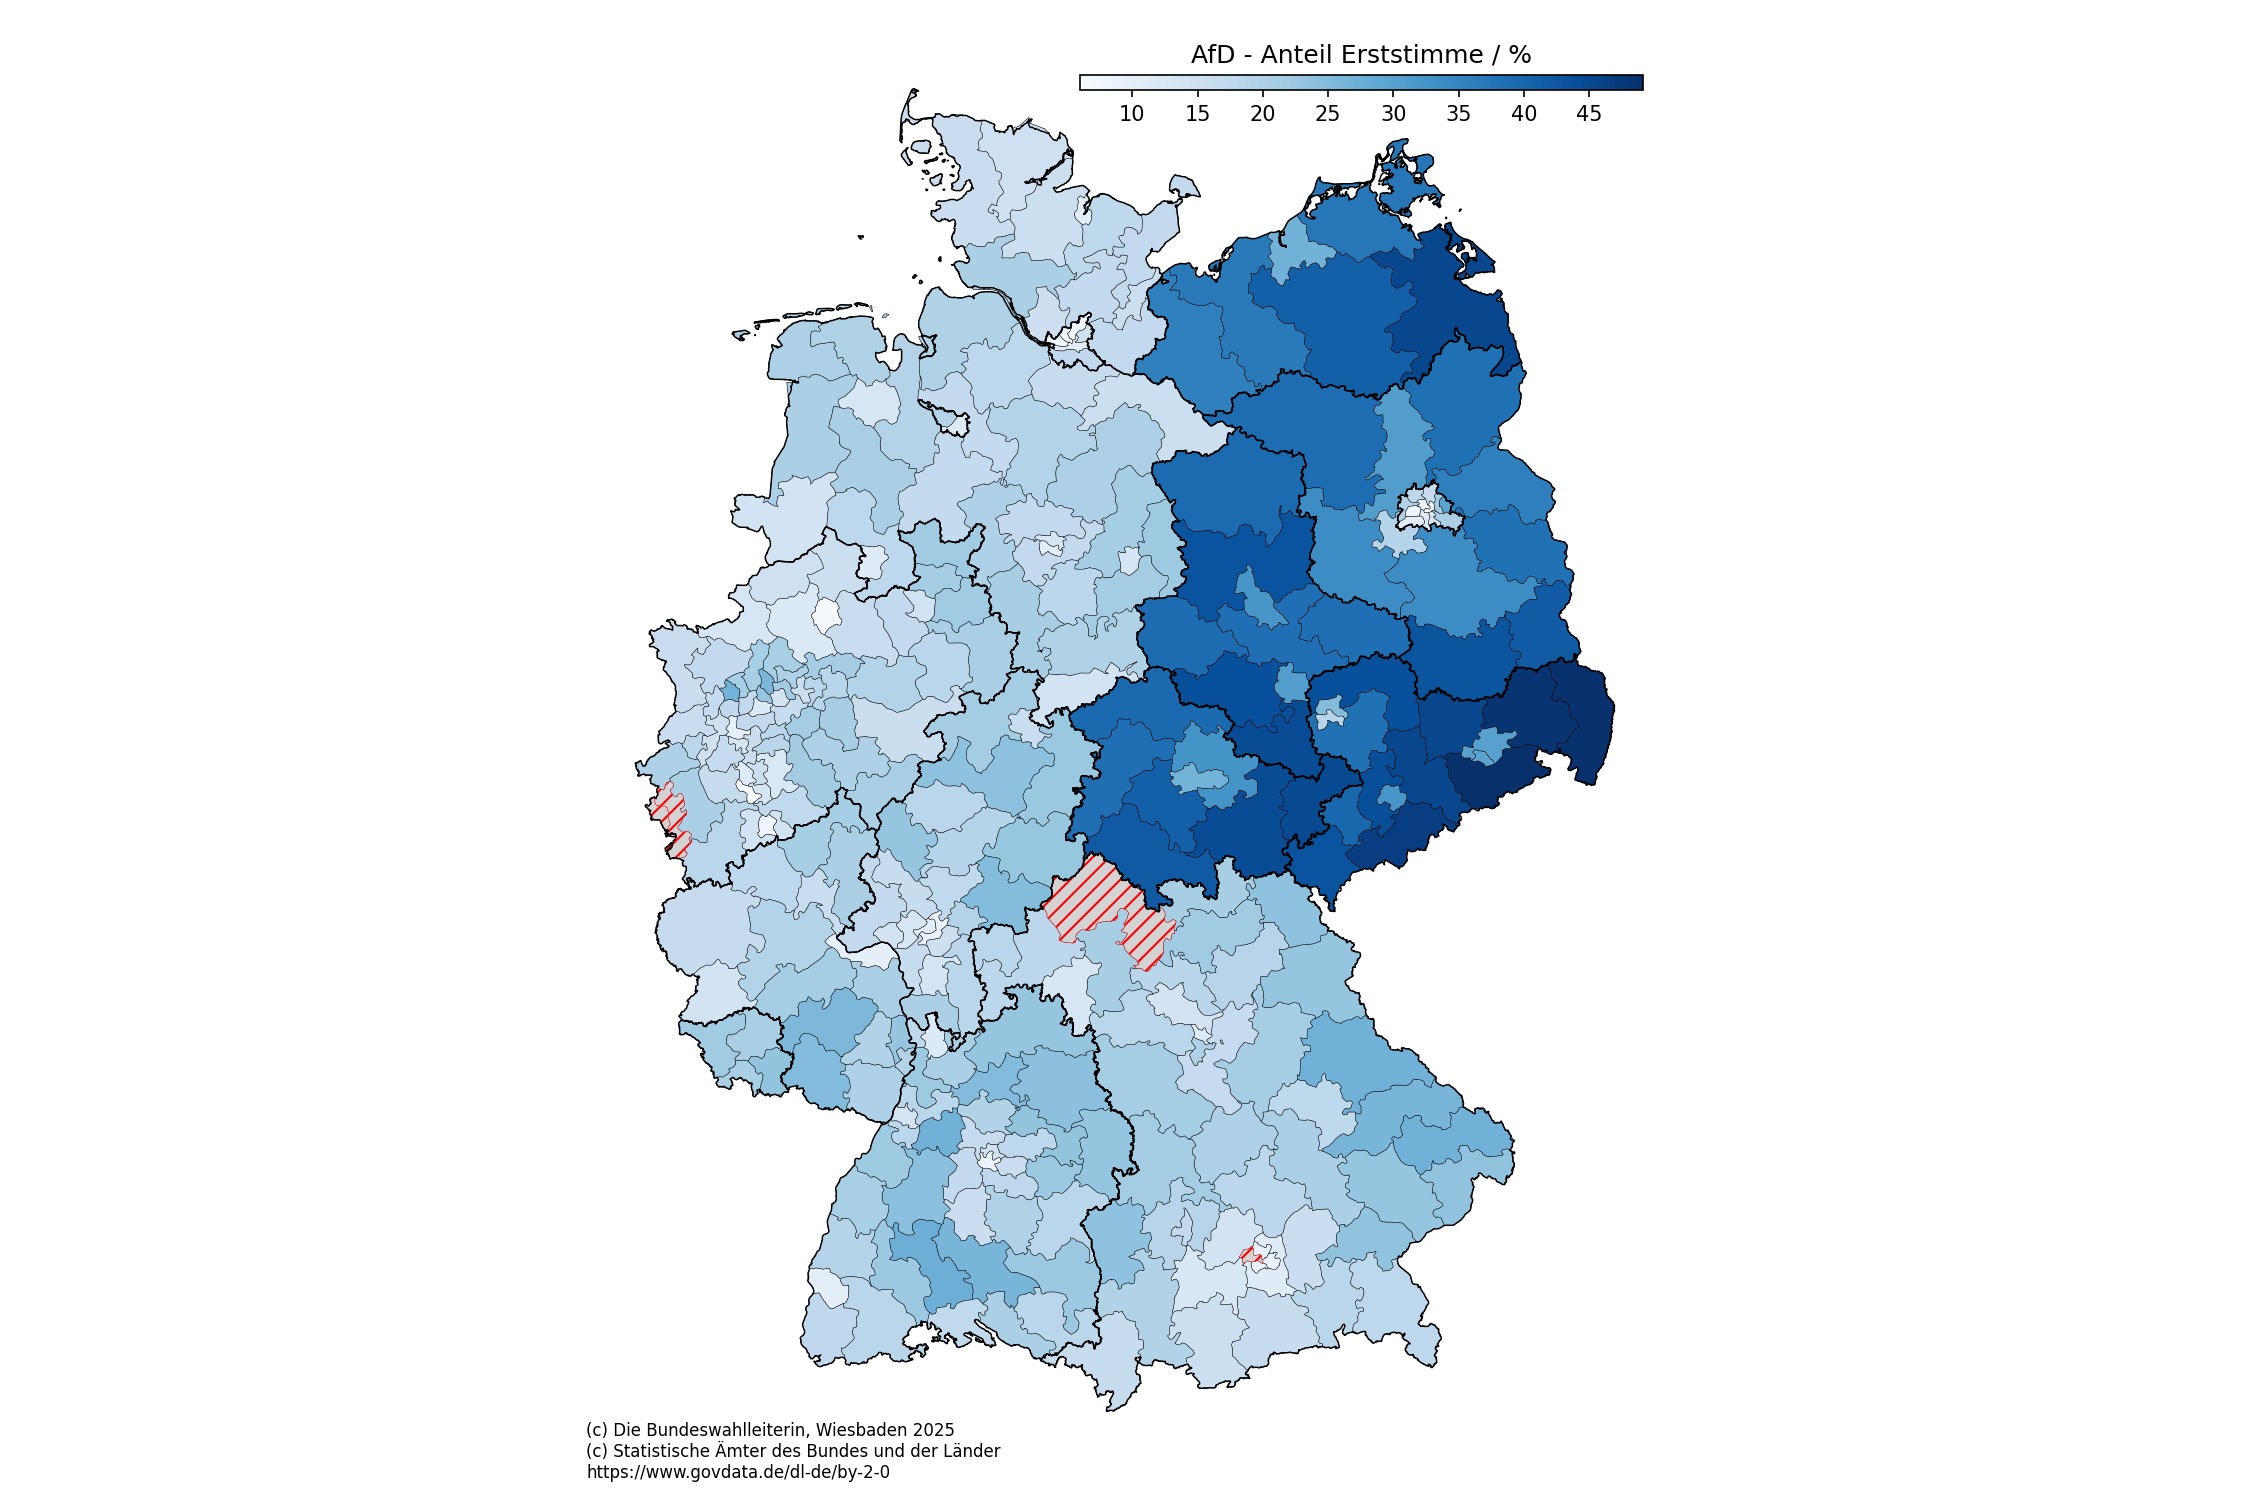 AfD - Anteil Erststimme / %
10 15 20 25 30 35 40 45
(c) Die Bundeswahlleiterin, Wiesbaden 2025
(c) Statistische Ämter des Bundes und der Länder
https://www.govdata.de/dl-de/by-2-0